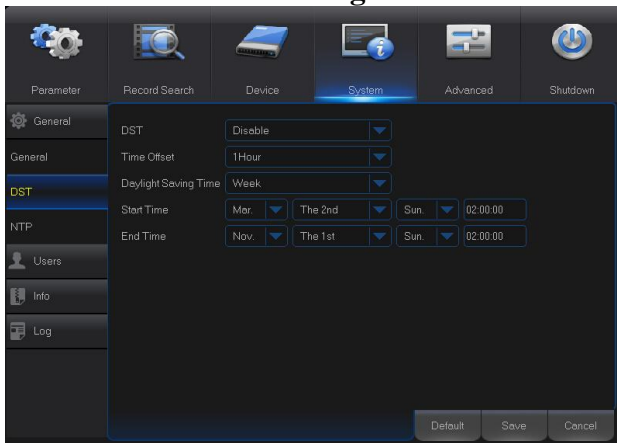 Parameter Record Search Device System Advanced Shutdown
General
General
DST
NTP
Users
Info
Log
DST Disable
Time Offset 1Hour
Daylight Saving Time Week
Start Time Mar. The 2nd Sun. 02:00:00
End Time Nov. The 1st Sun. 02:00:00
Default Save Cancel